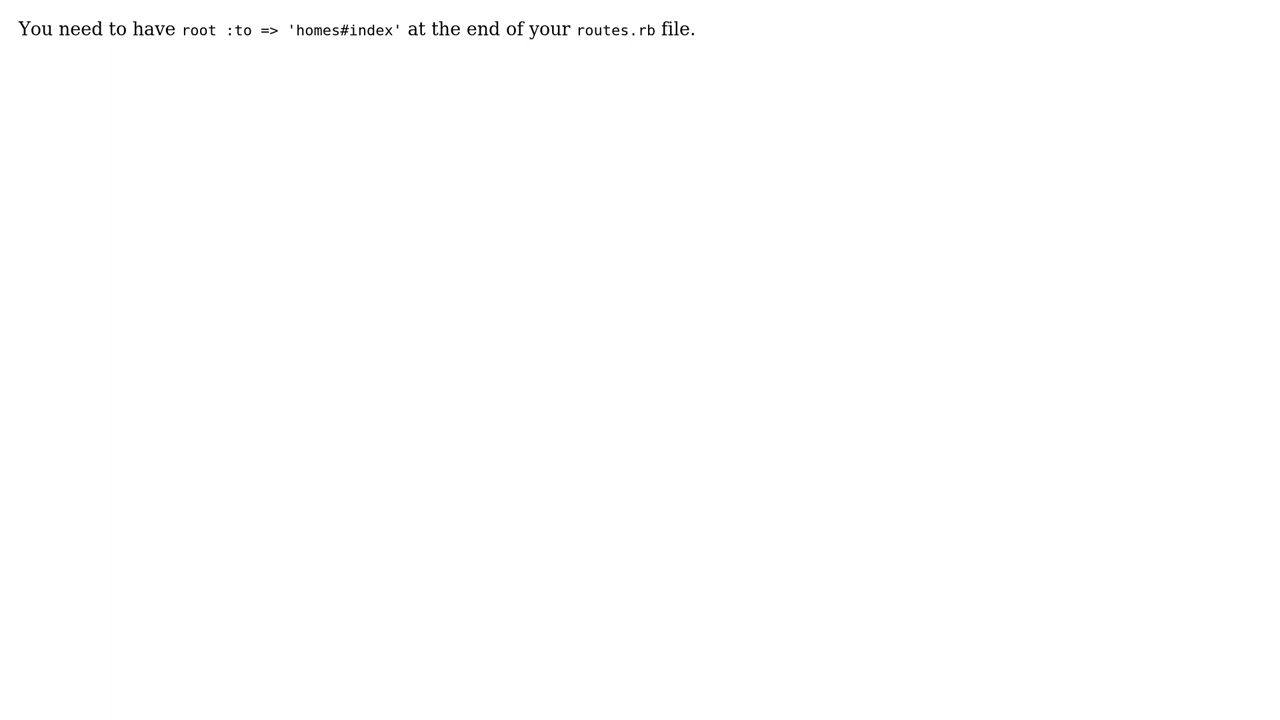 You need to have root :to => 'homes#index' at the end of your routes.rb file.